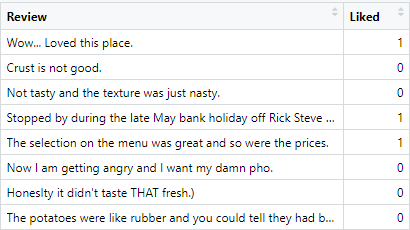 Review Liked
Wow... Loved this place. 1
Crust is not good. 0
Not tasty and the texture was just nasty. 0
Stopped by during the late May bank holiday off Rick Steve ... 1
The selection on the menu was great and so were the prices. 1
Now I am getting angry and I want my damn pho. 0
Honeslty it didn't taste THAT fresh.) 0
The potatoes were like rubber and you could tell they had b... 0